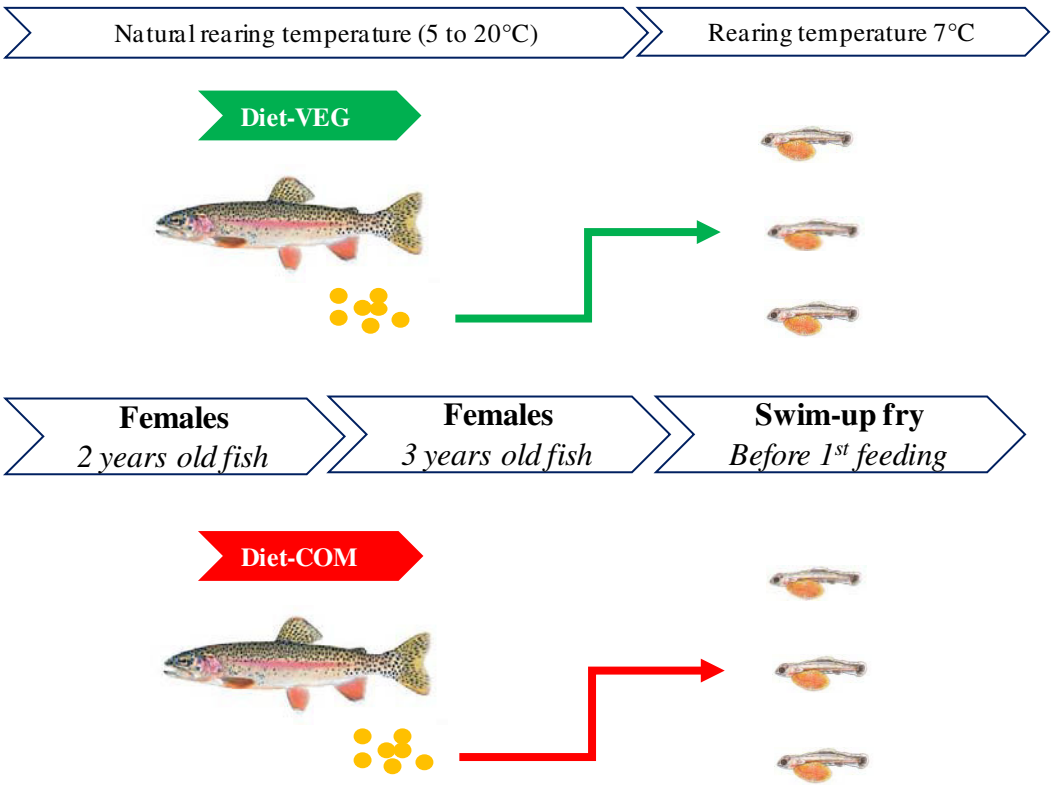 Natural rearing temperature (5 to 20°C)
Rearing temperature 7°C
Diet-VEG
Females
2 years old fish
Females
3 years old fish
Swim-up fry
Before 1st feeding
Diet-COM